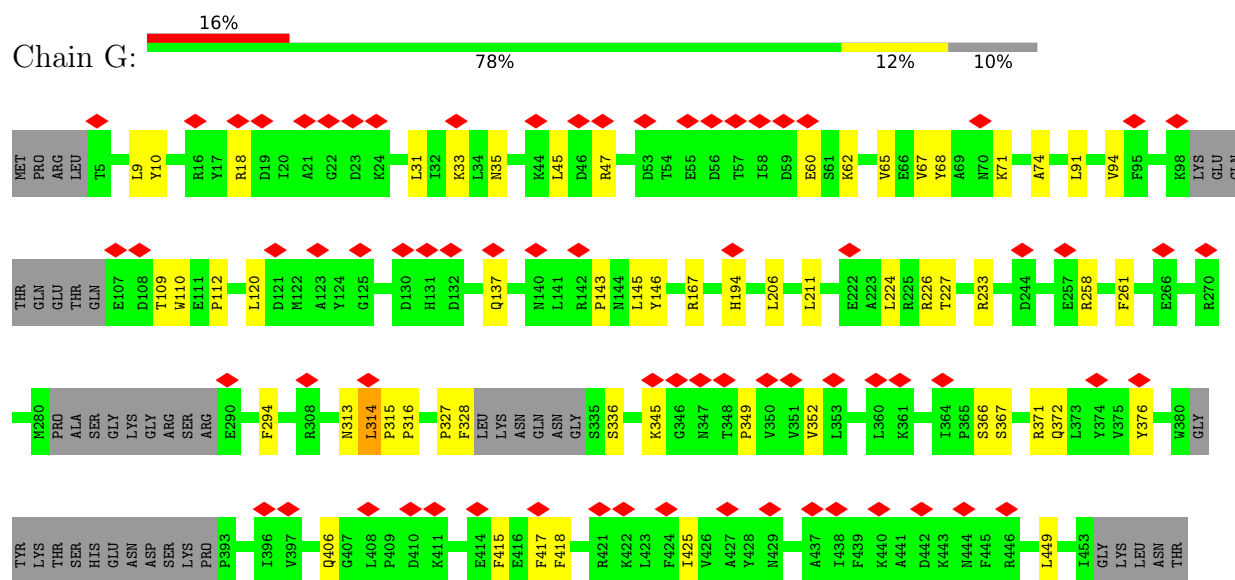 16%
Chain G:
78% 12% 10%
MET PRO ARG LEU T5 L9 Y10 R16 Y17 R18 D19 I20 A21 G22 D23 K24 L31 I32 K33 L34 N35 K44 L45 D46 R47 D53 T54 E55 D56 T57 I58 D59 E60 S61 K62 V65 E66 V67 Y68 A69 N70 K71 A74 L91 V94 F95 K98 LYS GLU GLN
THR GLN GLU THR GLN E107 D108 T109 W110 E111 P112 L120 D121 M122 A123 Y124 G125 D130 H131 D132 Q137 N140 L141 R142 P143 N144 L145 Y146 R167 H194 L206 L211 E222 A223 L224 R225 R226 T227 R233 D244 E257 R258 F261 E266 R270
M280 PRO ALA SER GLY LYS GLY ARG SER ARG E290 F294 R308 N313 L314 P315 P316 P327 F328 LEU LYS ASN GLN ASN GLY S335 S336 K345 G346 N347 T348 P349 V350 V351 V352 L353 L360 K361 I364 P365 S366 S367 R371 Q372 L373 Y374 V375 Y376 W380 GLY
TYR LYS THR SER HIS GLU ASN ASP SER LYS PRO P393 I396 V397 Q406 G407 L408 P409 D410 K411 E414 F415 E416 F417 F418 R421 K422 L423 F424 I425 V426 A427 Y428 N429 A437 I438 F439 K440 A441 D442 K443 N444 F445 R446 L449 I453 GLY LYS LEU ASN THR